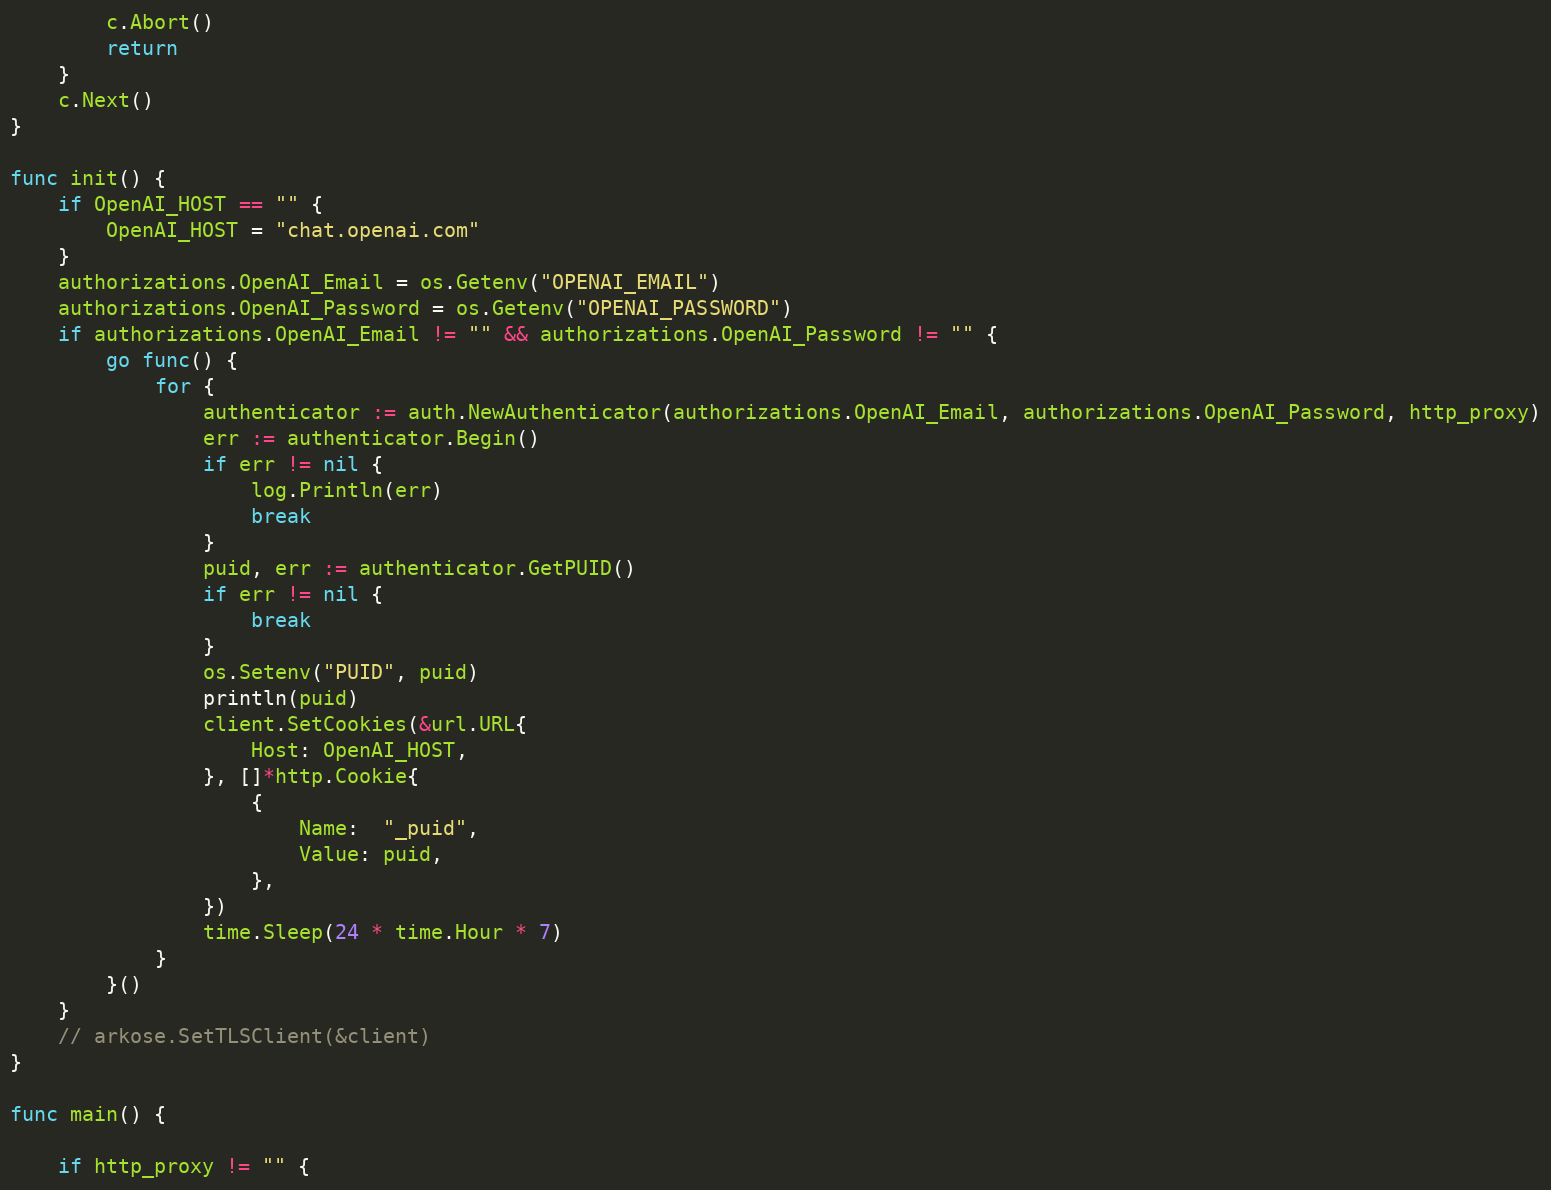 c.Abort()
        return
    }
    c.Next()
}

func init() {
    if OpenAI_HOST == "" {
        OpenAI_HOST = "chat.openai.com"
    }
    authorizations.OpenAI_Email = os.Getenv("OPENAI_EMAIL")
    authorizations.OpenAI_Password = os.Getenv("OPENAI_PASSWORD")
    if authorizations.OpenAI_Email != "" && authorizations.OpenAI_Password != "" {
        go func() {
            for {
                authenticator := auth.NewAuthenticator(authorizations.OpenAI_Email, authorizations.OpenAI_Password, http_proxy)
                err := authenticator.Begin()
                if err != nil {
                    log.Println(err)
                    break
                }
                puid, err := authenticator.GetPUID()
                if err != nil {
                    break
                }
                os.Setenv("PUID", puid)
                println(puid)
                client.SetCookies(&url.URL{
                    Host: OpenAI_HOST,
                }, []*http.Cookie{
                    {
                        Name:  "_puid",
                        Value: puid,
                    },
                })
                time.Sleep(24 * time.Hour * 7)
            }
        }()
    }
    // arkose.SetTLSClient(&client)
}

func main() {

    if http_proxy != "" {